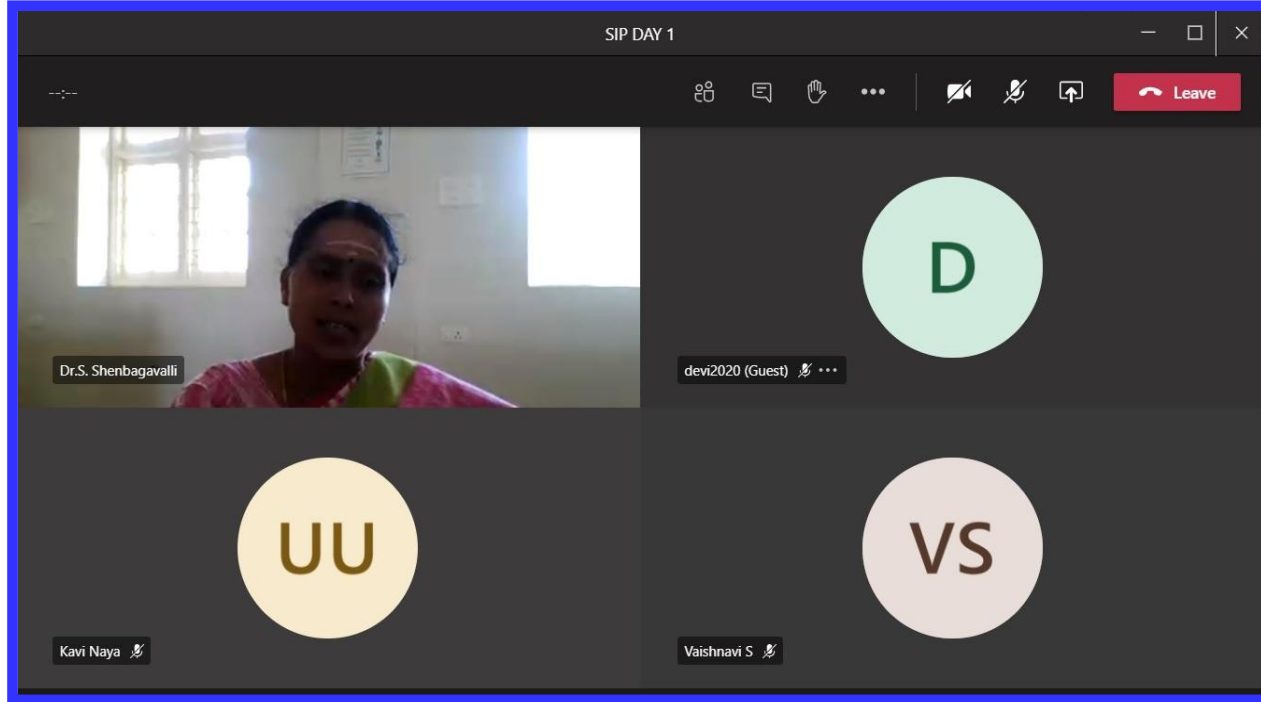 SIP DAY 1
--:--
Leave
Dr.S. Shenbagavalli
D
devi2020 (Guest)
UU
Kavi Naya
VS
Vaishnavi S